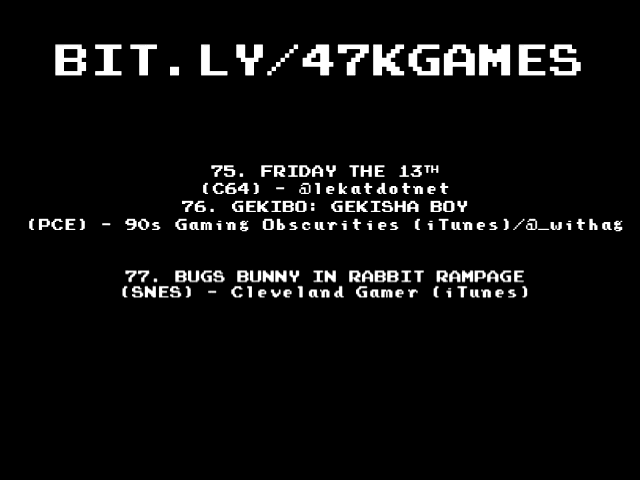 BIT.LY/47KGAMES
75. FRIDAY THE 13TH
(C64) - @lekatdotnet
76. GEKIBO: GEKISHA BOY
(PCE) - 90s Gaming Obscurities (iTunes)/@_withag
77. BUGS BUNNY IN RABBIT RAMPAGE
(SNES) - Cleveland Gamer (iTunes)